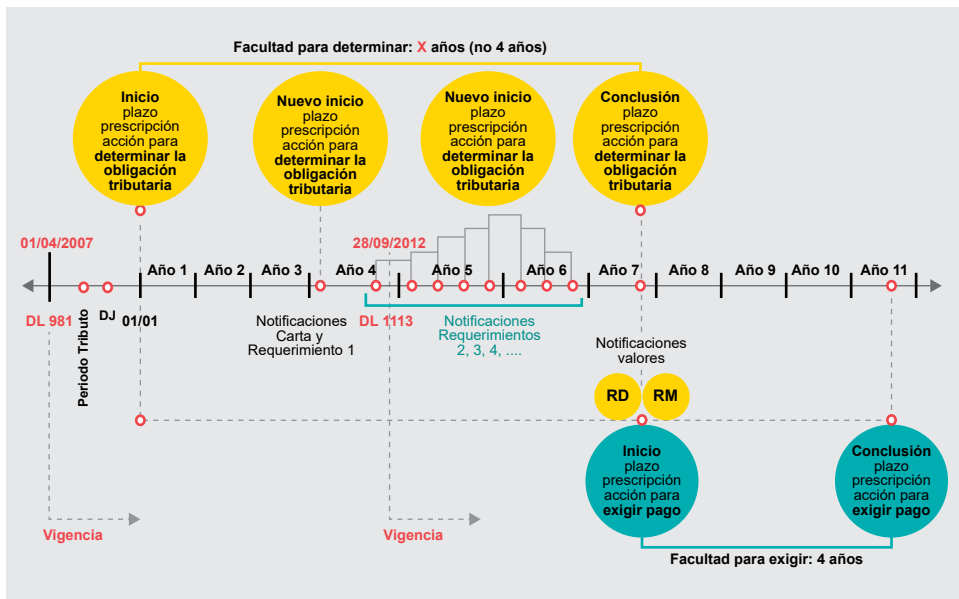 Facultad para determinar: X años (no 4 años)
Inicio
plazo
prescripción
acción para
determinar la
obligación
tributaria
Nuevo inicio
plazo
prescripción
acción para
determinar la
obligación
tributaria
Nuevo inicio
plazo
prescripción
acción para
determinar la
obligación
tributaria
Conclusión
plazo
prescripción
acción para
determinar la
obligación
tributaria
01/04/2007
28/09/2012
Año 1
Año 2
Año 3
Año 4
Año 5
Año 6
Año 7
Año 8
Año 9
Año 10
Año 11
DL 981
Periodo Tributo
DJ
01/01
Notificaciones
Carta y
Requerimiento 1
DL 1113
Notificaciones
Requerimientos
2, 3, 4, ....
Notificaciones
valores
RD
RM
Inicio
plazo
prescripción
acción para
exigir pago
Conclusión
plazo
prescripción
acción para
exigir pago
Vigencia
Vigencia
Facultad para exigir: 4 años